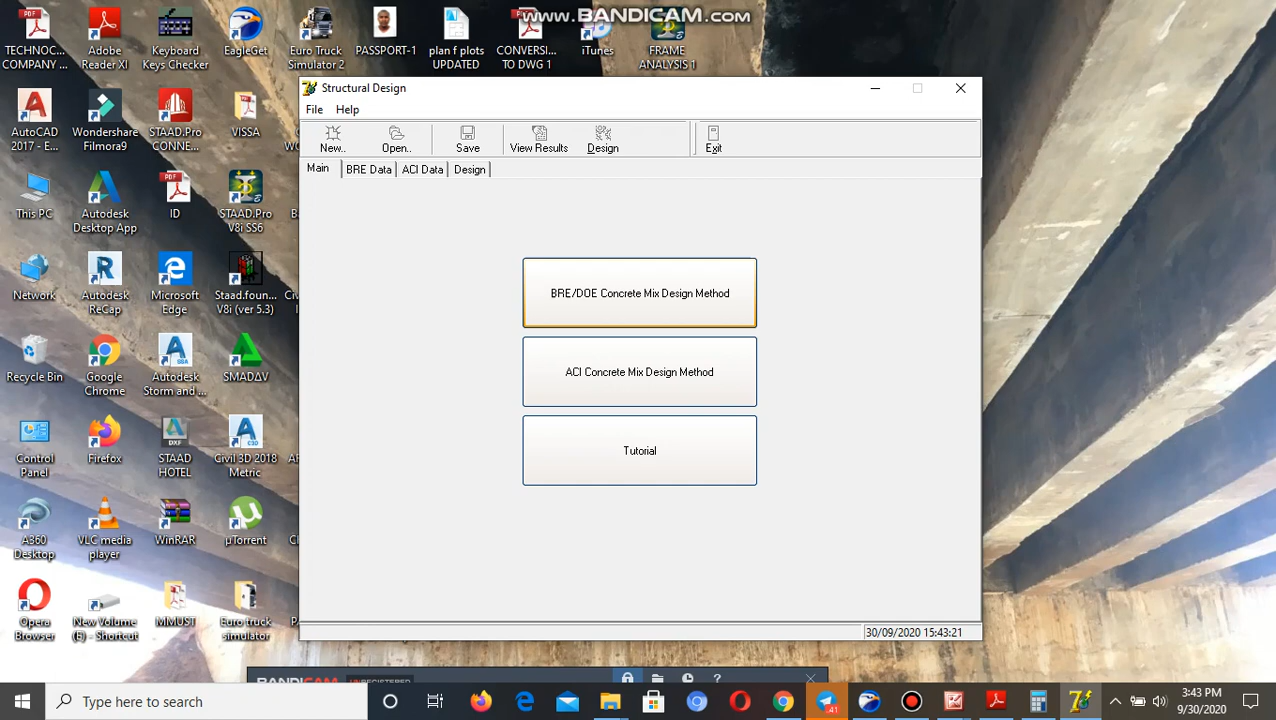 www.BANDICAM.com
TECHNOC...
COMPANY ...
Adobe
Reader XI
Keyboard
Keys Checker
EagleGet
Euro Truck
Simulator 2
PASSPORT-1
plan f plots
UPDATED
CONVERSI...
TO DWG 1
iTunes
FRAME
ANALYSIS 1
AutoCAD
2017 - E...
Wondershare
Filmora9
STAAD.Pro
CONNE...
VISSA
This PC
Autodesk
Desktop App
ID
STAAD.Pro
V8i SS6
Network
Autodesk
ReCap
Microsoft
Edge
Staad.foun...
V8i (ver 5.3)
Recycle Bin
Google
Chrome
Autodesk
Storm and ...
SMADAV
Control
Panel
Firefox
STAAD
HOTEL
Civil 3D 2018
Metric
A360
Desktop
VLC media
player
WinRAR
µTorrent
Opera
Browser
New Volume
(E) - Shortcut
MMUST
Euro truck
simulator
Structural Design
File Help
New.. Open.. Save View Results Design Exit
Main BRE Data ACI Data Design
BRE/DOE Concrete Mix Design Method
ACI Concrete Mix Design Method
Tutorial
30/09/2020 15:43:21
BANDICAM UNREGISTERED
Type here to search
41
3:43 PM
9/30/2020